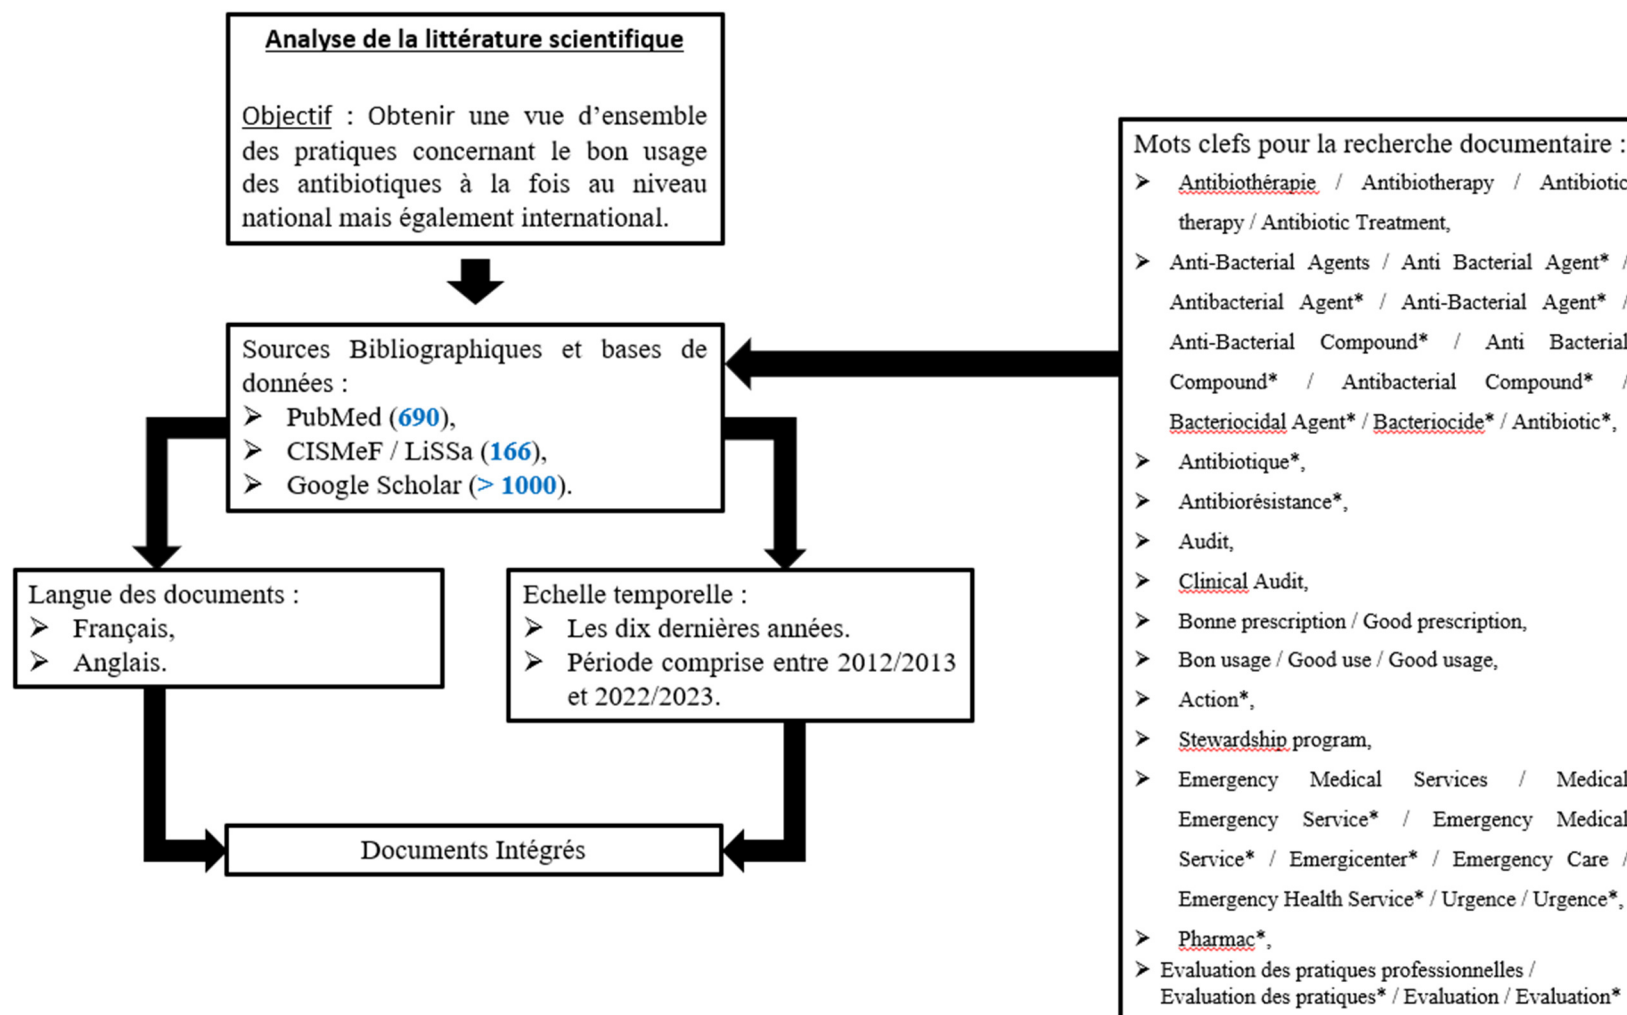 Analyse de la littérature scientifique
Objectif : Obtenir une vue d’ensemble
des pratiques concernant le bon usage
des antibiotiques à la fois au niveau
national mais également international.
Sources Bibliographiques et bases de
données :
➢ PubMed (690),
➢ CISMeF / LiSSa (166),
➢ Google Scholar (> 1000).
Langue des documents :
➢ Français,
➢ Anglais.
Echelle temporelle :
➢ Les dix dernières années.
➢ Période comprise entre 2012/2013
et 2022/2023.
Documents Intégrés
Mots clefs pour la recherche documentaire :
➢ Antibiothérapie / Antibiotherapy / Antibiotic
therapy / Antibiotic Treatment,
➢ Anti-Bacterial Agents / Anti Bacterial Agent* /
Antibacterial Agent* / Anti-Bacterial Agent* /
Anti-Bacterial Compound* / Anti Bacterial
Compound* / Antibacterial Compound* /
Bacteriocidal Agent* / Bacteriocide* / Antibiotic*,
➢ Antibiotique*,
➢ Antibiorésistance*,
➢ Audit,
➢ Clinical Audit,
➢ Bonne prescription / Good prescription,
➢ Bon usage / Good use / Good usage,
➢ Action*,
➢ Stewardship program,
➢ Emergency Medical Services / Medical
Emergency Service* / Emergency Medical
Service* / Emergicenter* / Emergency Care /
Emergency Health Service* / Urgence / Urgence*,
➢ Pharmac*,
➢ Evaluation des pratiques professionnelles /
Evaluation des pratiques* / Evaluation / Evaluation*